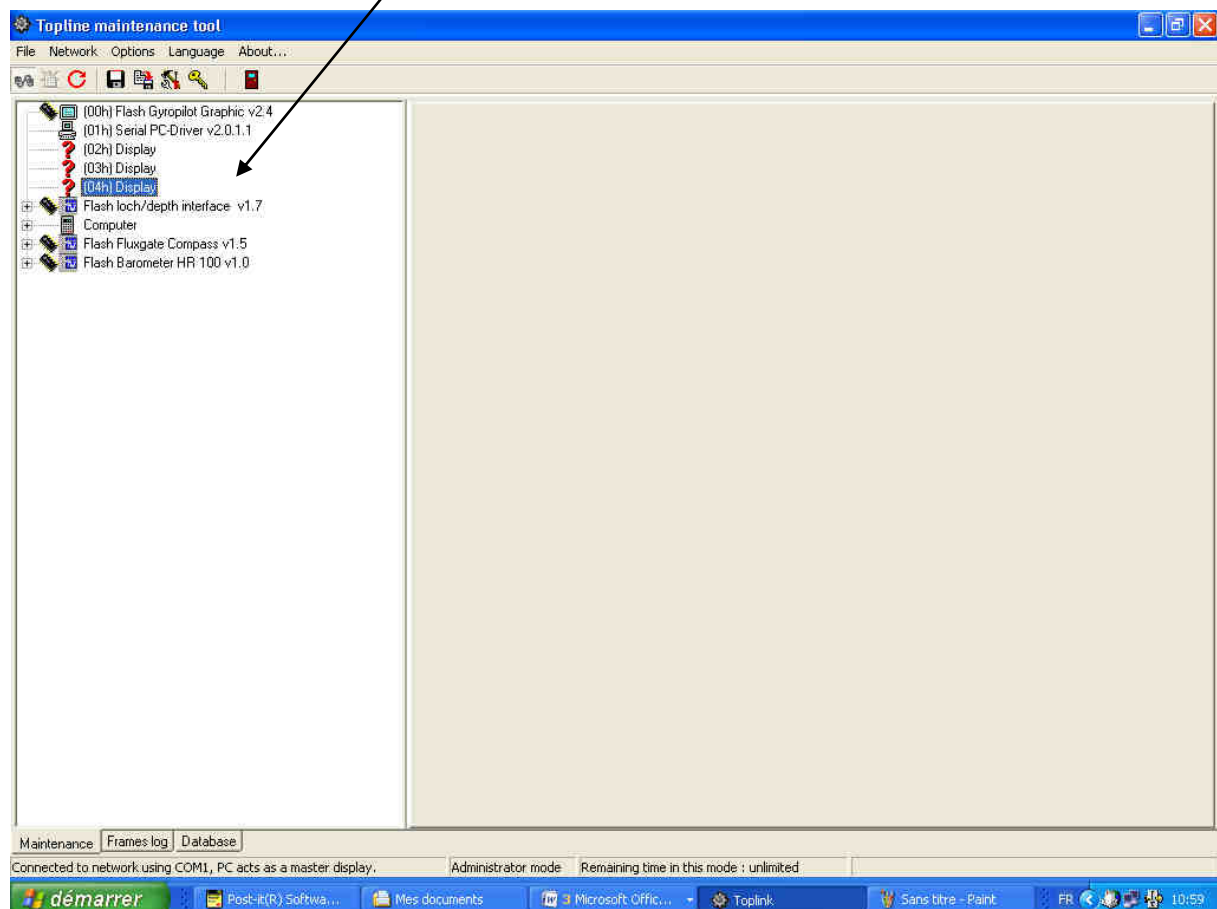 Topline maintenance tool
File Network Options Language About...
(00h) Flash Gyropilot Graphic v2.4
(01h) Serial PC-Driver v2.0.1.1
(02h) Display
(03h) Display
(04h) Display
Flash loch/depth interface v1.7
Computer
Flash Fluxgate Compass v1.5
Flash Barometer HR 100 v1.0
Maintenance Frames log Database
Connected to network using COM1, PC acts as a master display. Administrator mode Remaining time in this mode : unlimited
démarrer Post-it(R) Softwa... Mes documents 3 Microsoft Offic... Toplink Sans titre - Paint FR 10:59